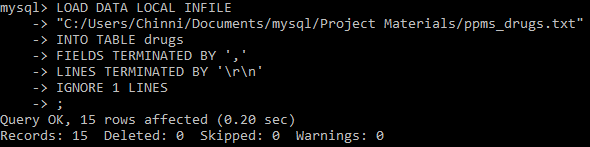 mysql> LOAD DATA LOCAL INFILE
    -> "C:/Users/Chinni/Documents/mysql/Project Materials/ppms_drugs.txt"
    -> INTO TABLE drugs
    -> FIELDS TERMINATED BY ','
    -> LINES TERMINATED BY '\r\n'
    -> IGNORE 1 LINES
    -> ;
Query OK, 15 rows affected (0.20 sec)
Records: 15  Deleted: 0  Skipped: 0  Warnings: 0